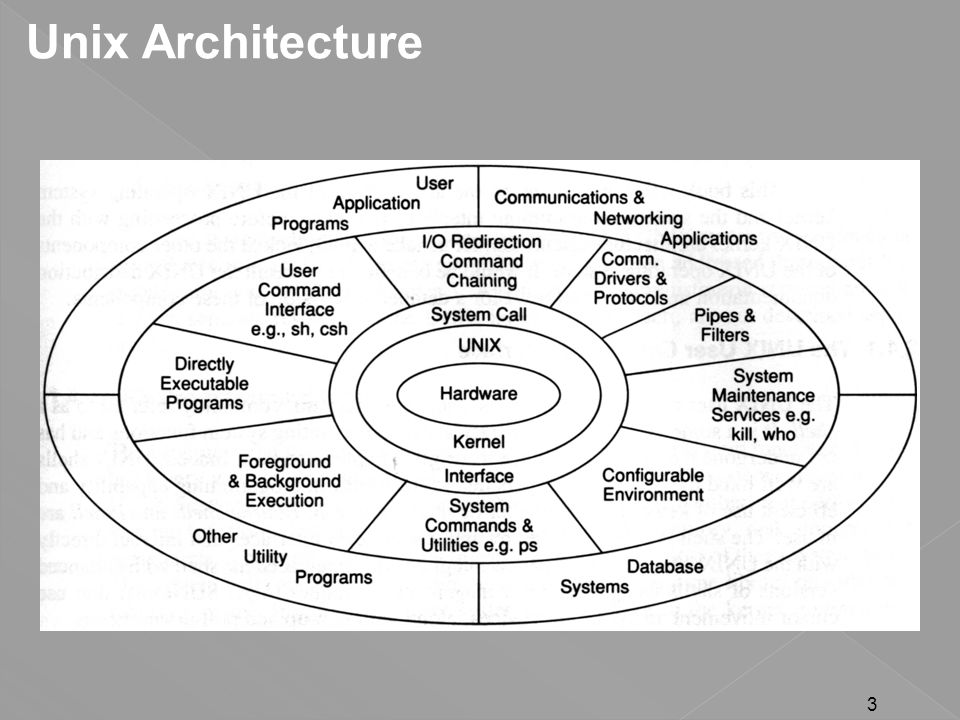 Unix Architecture
User
Application
Programs
Communications &
Networking
Applications
User
Command
Interface
e.g., sh, csh
I/O Redirection
Command
Chaining
Comm.
Drivers &
Protocols
Pipes &
Filters
System Call
UNIX
Hardware
Kernel
Interface
Directly
Executable
Programs
System
Maintenance
Services e.g.
kill, who
Foreground
& Background
Execution
System
Commands &
Utilities e.g. ps
Configurable
Environment
Other
Utility
Programs
Database
Systems
3